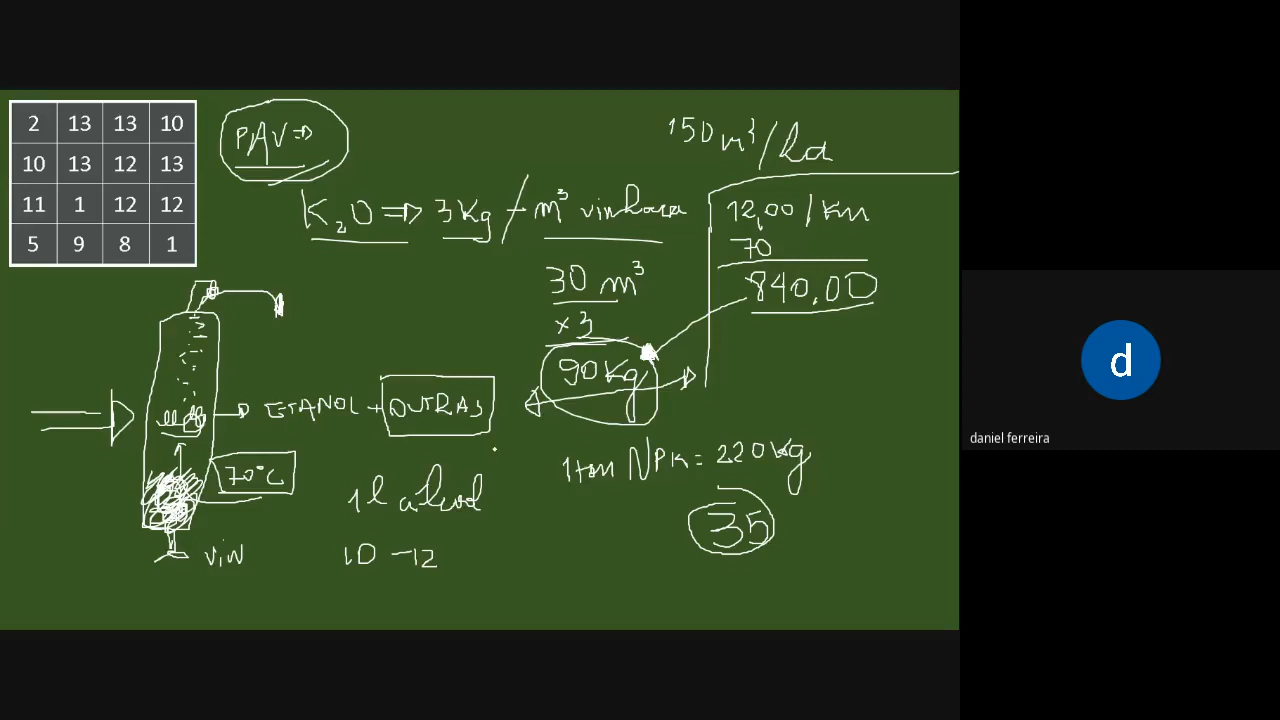 2 13 13 10
10 13 12 13
11 1 12 12
5 9 8 1
PAV ⇒
150 m³/ha
K₂O ⇒ 3 Kg / m³ vinhaça
12,00 / Km
70
840,00
30 m³
x 3
90 Kg
ETANOL + OUTRAS
70°C
1 ton NPK = 220 Kg
35
1 l alcool
10 - 12
vin
d
daniel ferreira